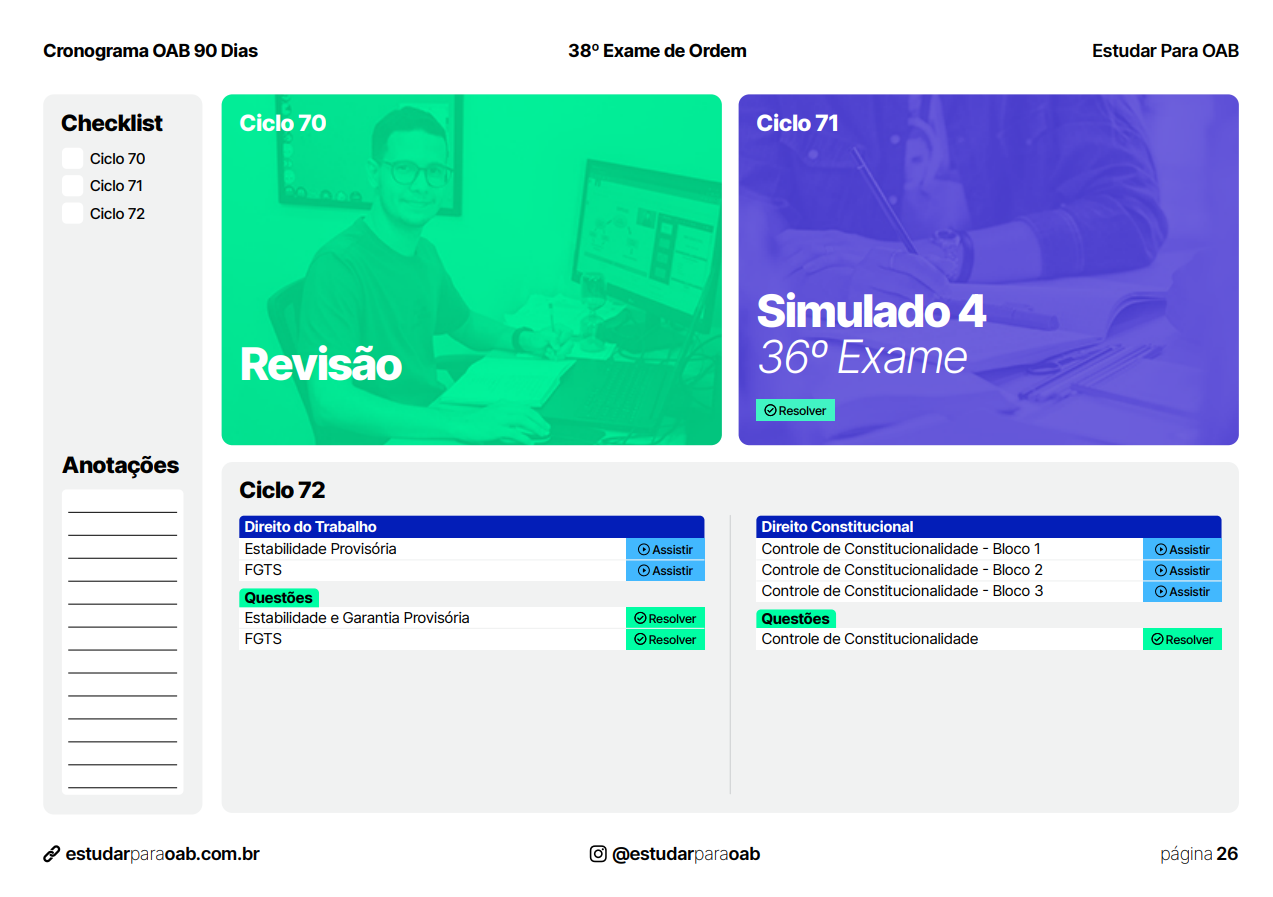 Cronograma OAB 90 Dias
38º Exame de Ordem
Estudar Para OAB
Checklist
Ciclo 70
Ciclo 71
Ciclo 72
Anotações
Ciclo 70
Revisão
Ciclo 71
Simulado 4
36º Exame
Resolver
Ciclo 72
Direito do Trabalho
Estabilidade Provisória Assistir
FGTS Assistir
Questões
Estabilidade e Garantia Provisória Resolver
FGTS Resolver
Direito Constitucional
Controle de Constitucionalidade - Bloco 1 Assistir
Controle de Constitucionalidade - Bloco 2 Assistir
Controle de Constitucionalidade - Bloco 3 Assistir
Questões
Controle de Constitucionalidade Resolver
estudarparaoab.com.br
@estudarparaoab
página 26